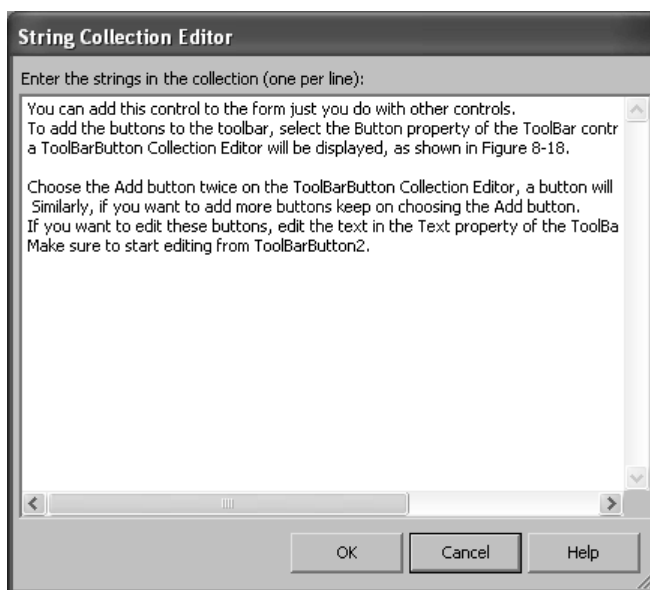 String Collection Editor
Enter the strings in the collection (one per line):
You can add this control to the form just you do with other controls.
To add the buttons to the toolbar, select the Button property of the ToolBar contr
a ToolBarButton Collection Editor will be displayed, as shown in Figure 8-18.
Choose the Add button twice on the ToolBarButton Collection Editor, a button will
Similarly, if you want to add more buttons keep on choosing the Add button.
If you want to edit these buttons, edit the text in the Text property of the ToolBa
Make sure to start editing from ToolBarButton2.
OK Cancel Help